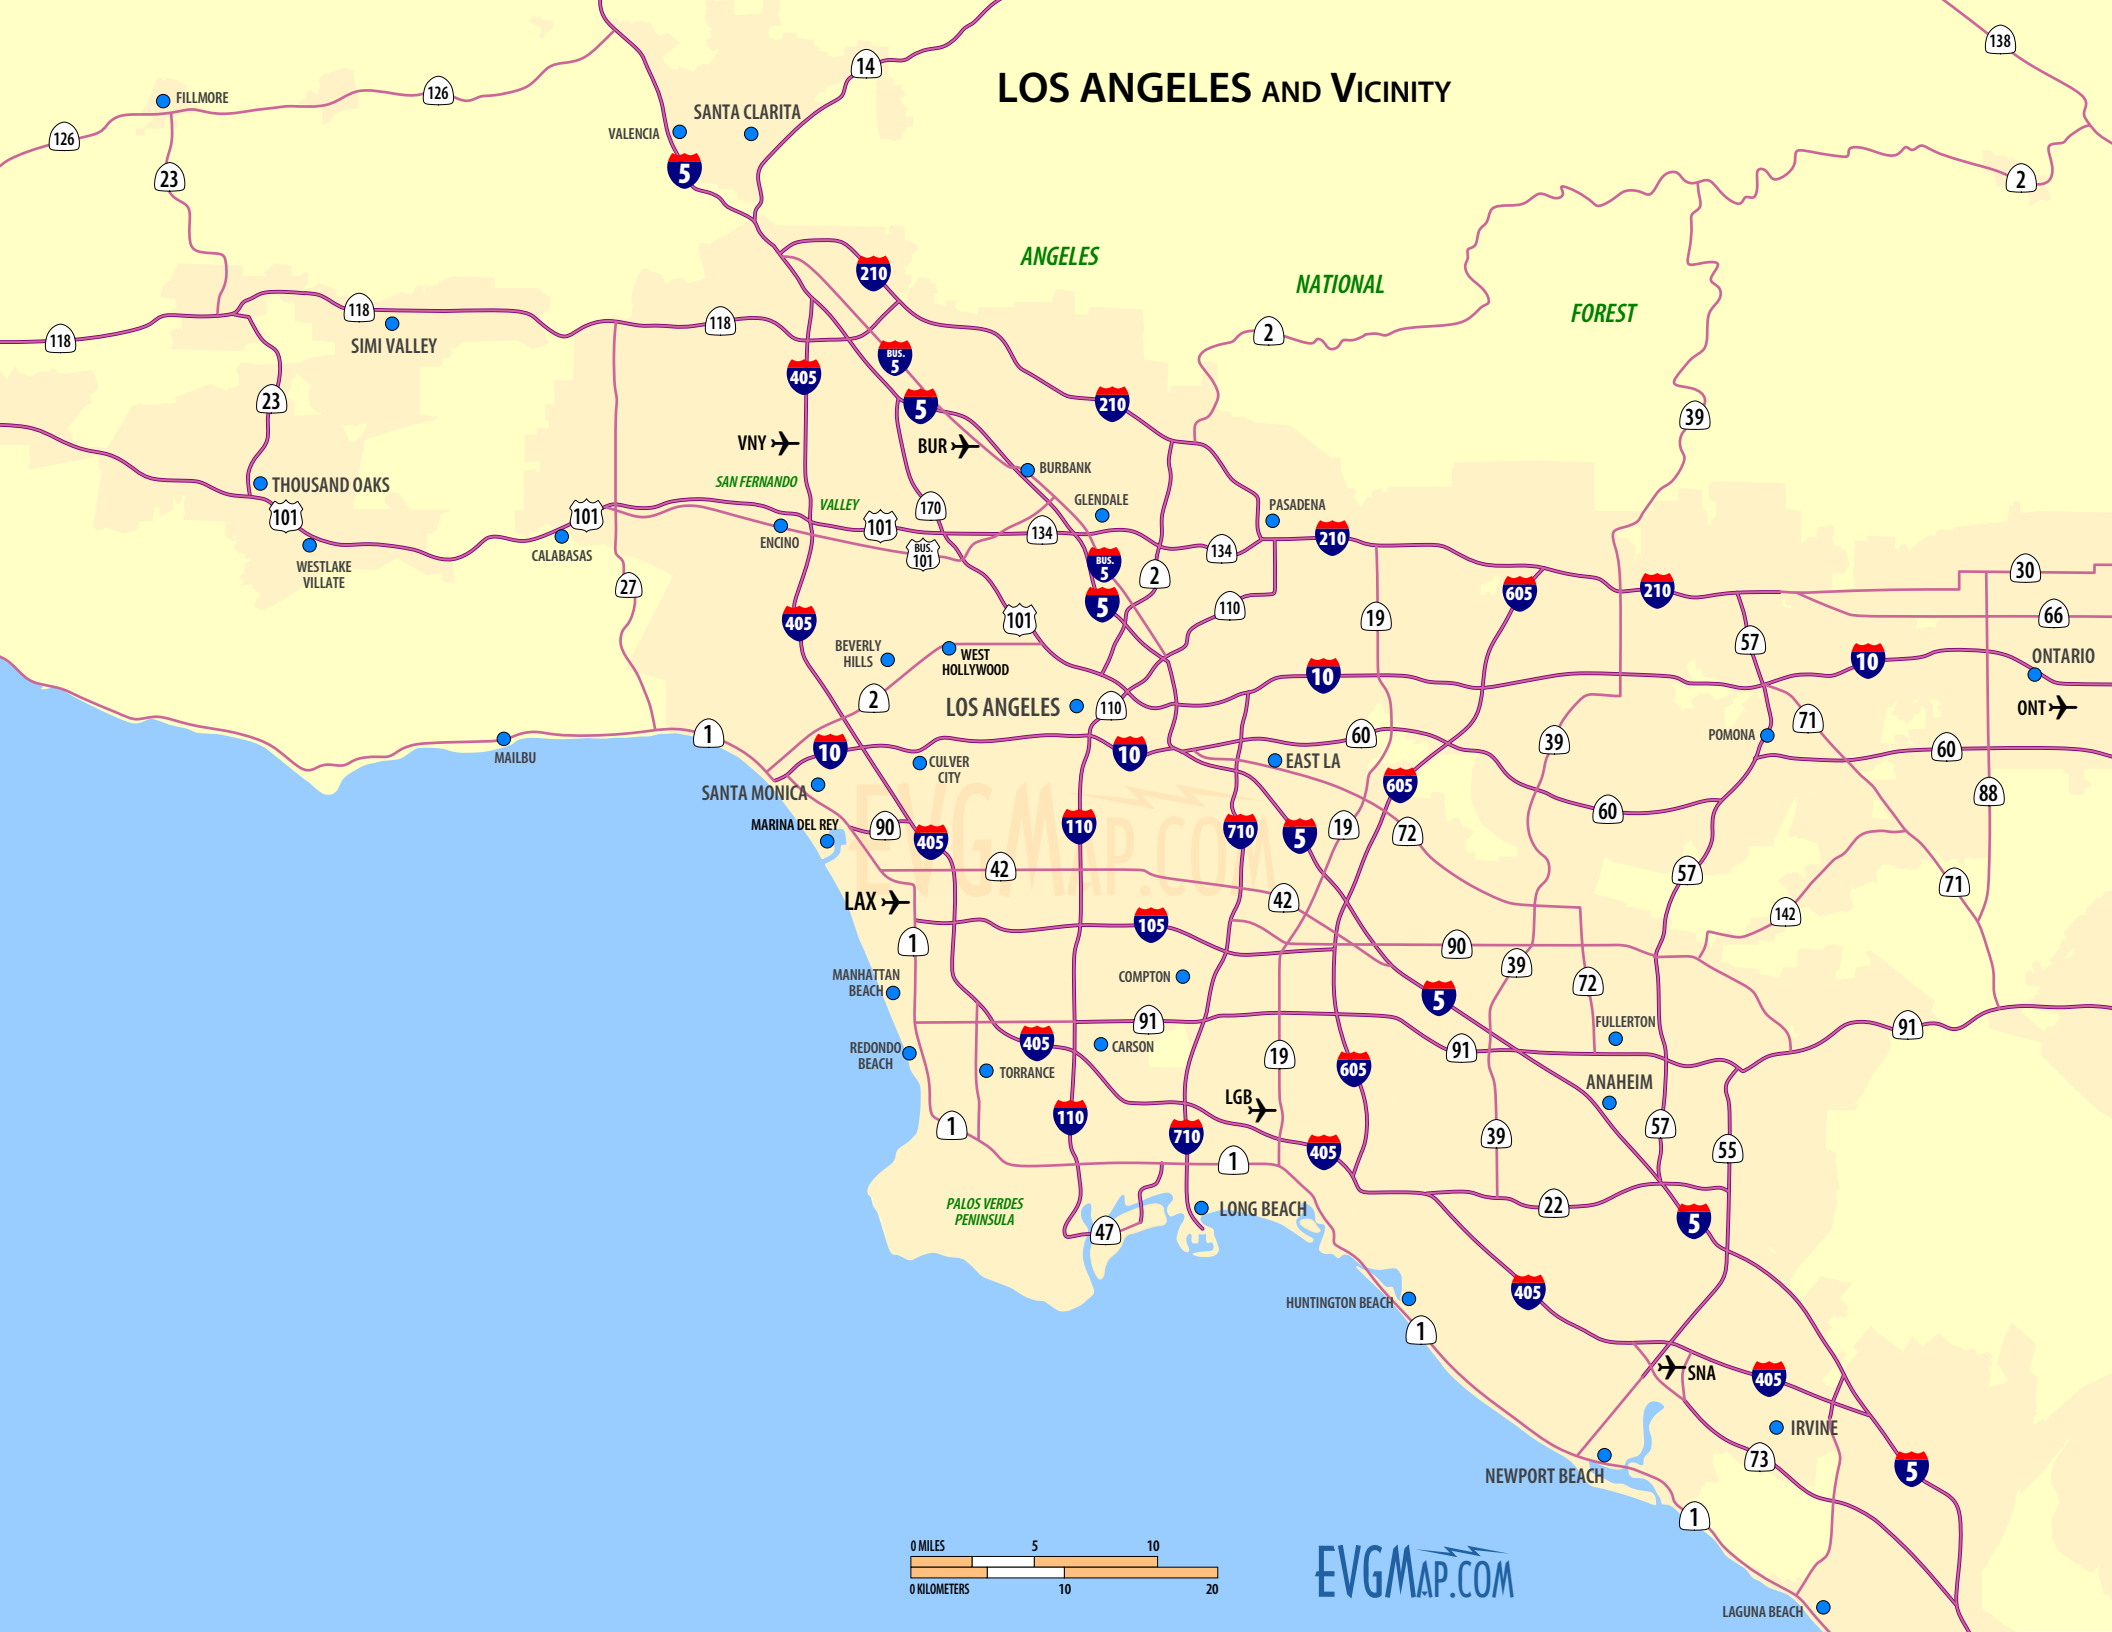 LOS ANGELES AND VICINITY
138
14
126
FILLMORE
SANTA CLARITA
VALENCIA
126
5
23
2
ANGELES
210
NATIONAL
FOREST
118
118
118
2
SIMI VALLEY
BUS.
5
405
23
5
210
39
VNY
BUR
BURBANK
SAN FERNANDO
VALLEY
THOUSAND OAKS
GLENDALE
PASADENA
101
101
101
170
134
134
210
ENCINO
CALABASAS
WESTLAKE
VILLATE
BUS.
101
BUS.
5
2
30
27
605
210
5
110
66
405
101
19
57
BEVERLY
HILLS
WEST
HOLLYWOOD
10
10
ONTARIO
2
LOS ANGELES
110
ONT
71
1
10
10
60
39
POMONA
60
MAILBU
CULVER
CITY
EAST LA
SANTA MONICA
605
88
60
MARINA DEL REY
90
405
110
710
5
19
72
EVGMAP.COM
42
57
42
71
LAX
105
142
1
90
39
72
MANHATTAN
BEACH
COMPTON
5
FULLERTON
91
91
91
REDONDO
BEACH
405
CARSON
TORRANCE
19
605
ANAHEIM
LGB
1
110
710
405
39
57
55
1
PALOS VERDES
PENINSULA
LONG BEACH
22
47
5
HUNTINGTON BEACH
405
1
SNA
405
IRVINE
NEWPORT BEACH
73
5
1
0 MILES
5
10
0 KILOMETERS
10
20
EVGMAP.COM
LAGUNA BEACH